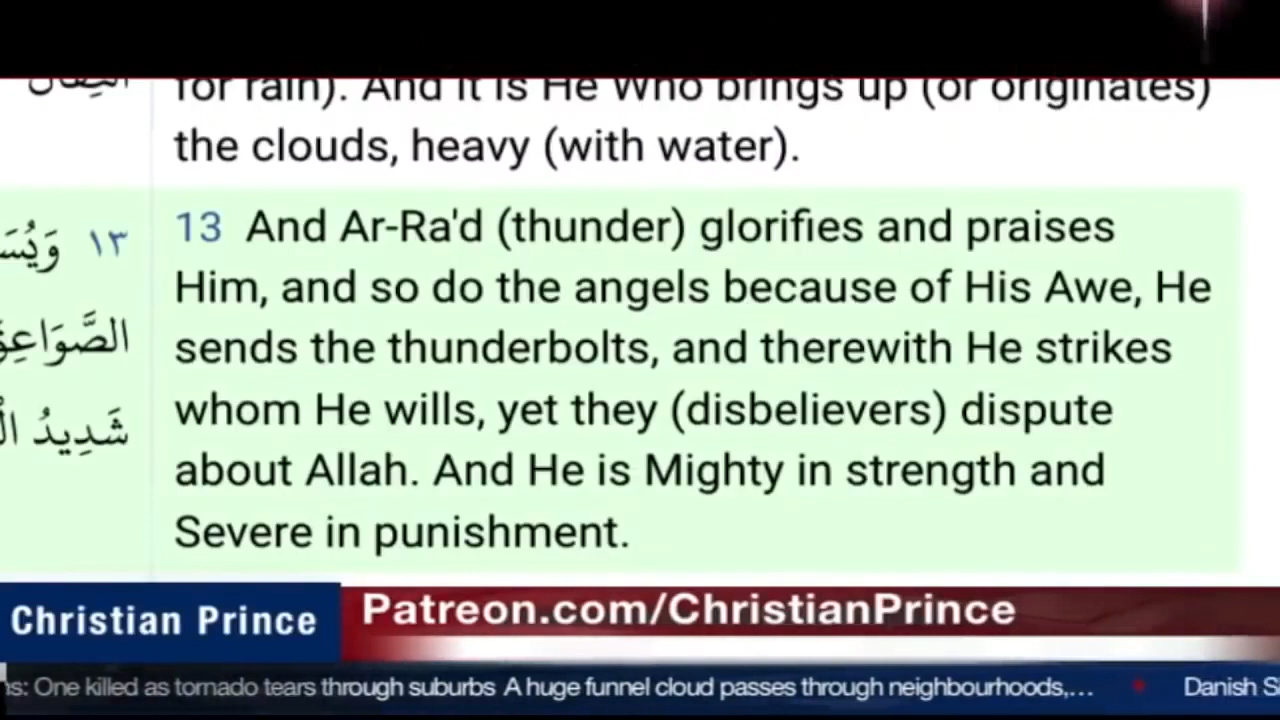 for rain). And it is He Who brings up (or originates)
the clouds, heavy (with water).
13 And Ar-Ra'd (thunder) glorifies and praises
Him, and so do the angels because of His Awe, He
sends the thunderbolts, and therewith He strikes
whom He wills, yet they (disbelievers) dispute
about Allah. And He is Mighty in strength and
Severe in punishment.
١٣
شَدِيدُ
Christian Prince
Patreon.com/ChristianPrince
One killed as tornado tears through suburbs A huge funnel cloud passes through neighbourhoods,... Danish